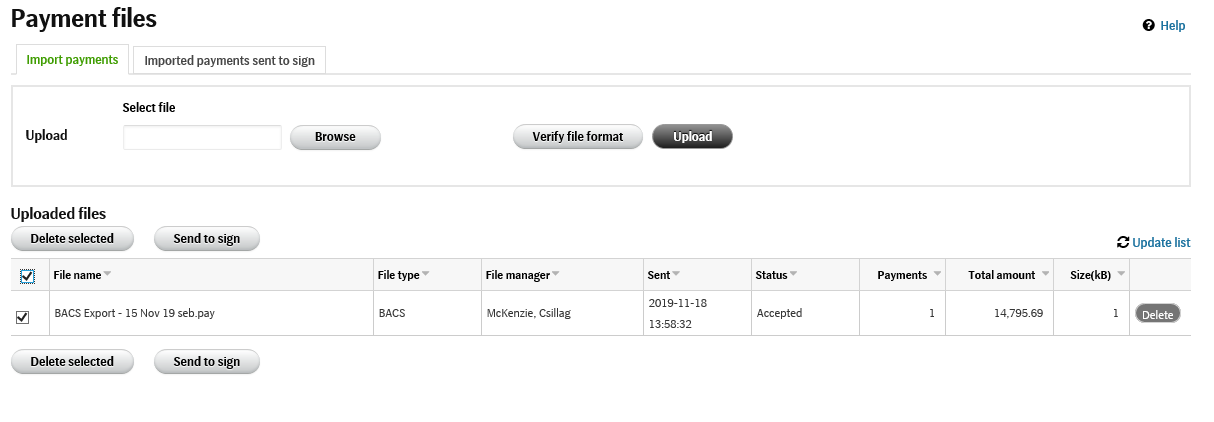 Payment files
Help
Import payments
Imported payments sent to sign
Select file
Upload
Browse
Verify file format
Upload
Uploaded files
Delete selected
Send to sign
Update list
File name
File type
File manager
Sent
Status
Payments
Total amount
Size(kB)
BACS Export - 15 Nov 19 seb.pay
BACS
McKenzie, Csillag
2019-11-18
13:58:32
Accepted
1
14,795.69
1
Delete
Delete selected
Send to sign